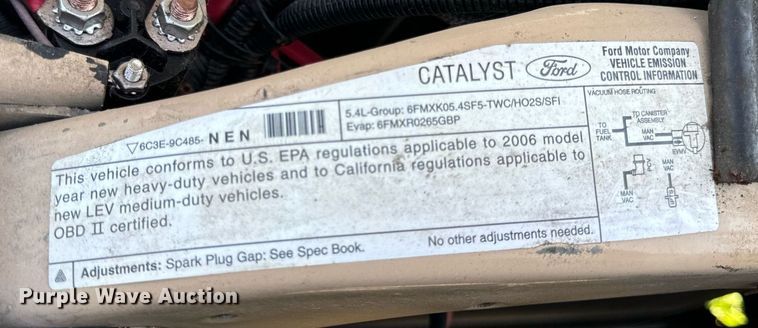 CATALYST Ford
Ford Motor Company
VEHICLE EMISSION
CONTROL INFORMATION
6C3E-9C485- NEN
5.4L-Group: 6FMXK05.4SF5-TWC/HO2S/SFI
Evap: 6FMXR0265GBP
VACUUM HOSE ROUTING
TO CANISTER
ASSEMBLY
TO
FUEL
TANK
MAN
VAC
EVMV
MAN
VAC
MAN
VAC
This vehicle conforms to U.S. EPA regulations applicable to 2006 model
year new heavy-duty vehicles and to California regulations applicable to
new LEV medium-duty vehicles.
OBD II certified.
Adjustments: Spark Plug Gap: See Spec Book.
No other adjustments needed.
Purple Wave Auction